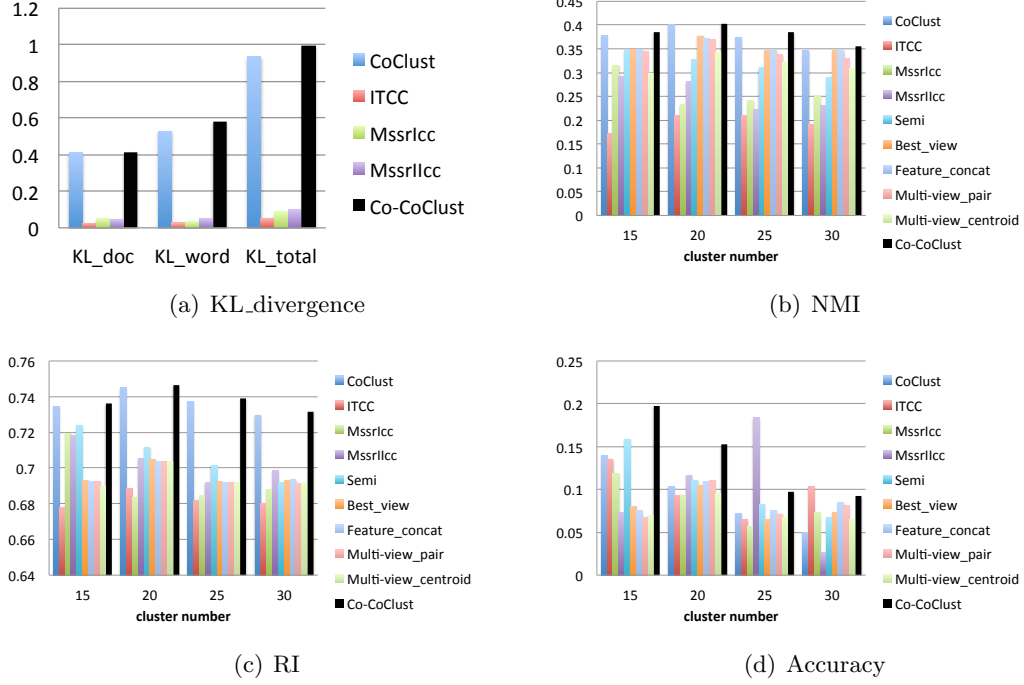 1.2
1
0.8
0.6
0.4
0.2
0
KL_doc KL_word KL_total
CoClust
ITCC
MssrIcc
MssrIIcc
Co-CoClust
(a) KL_divergence
0.45
0.4
0.35
0.3
0.25
0.2
0.15
0.1
0.05
0
15 20 25 30
cluster number
CoClust
ITCC
MssrIcc
MssrIIcc
Semi
Best_view
Feature_concat
Multi-view_pair
Multi-view_centroid
Co-CoClust
(b) NMI
0.76
0.74
0.72
0.7
0.68
0.66
0.64
15 20 25 30
cluster number
CoClust
ITCC
MssrIcc
MssrIIcc
Semi
Best_view
Feature_concat
Multi-view_pair
Multi-view_centroid
Co-CoClust
(c) RI
0.25
0.2
0.15
0.1
0.05
0
15 20 25 30
cluster number
CoClust
ITCC
MssrIcc
MssrIIcc
Semi
Best_view
Feature_concat
Multi-view_pair
Multi-view_centroid
Co-CoClust
(d) Accuracy